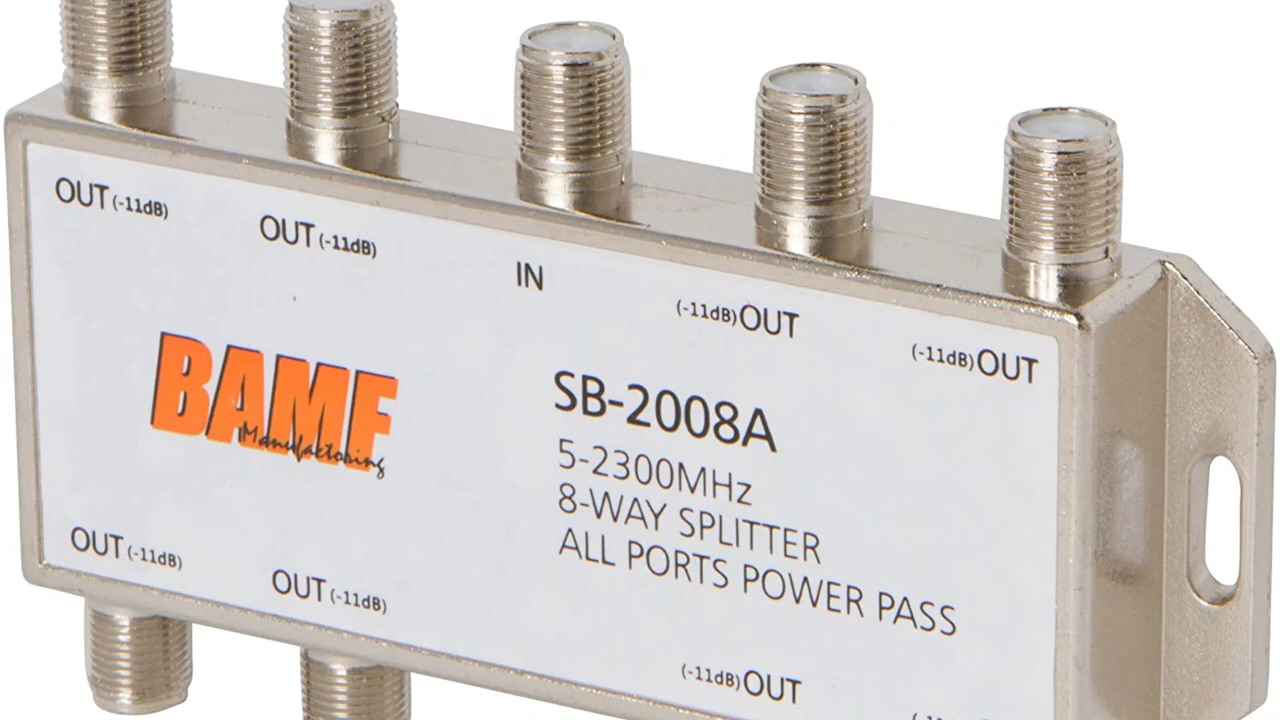 OUT (-11dB)
OUT (-11dB)
IN
(-11dB) OUT
(-11dB) OUT
BAMF
Manufactoring
SB-2008A
5-2300MHz
8-WAY SPLITTER
ALL PORTS POWER PASS
OUT (-11dB)
OUT (-11dB)
(-11dB) OUT